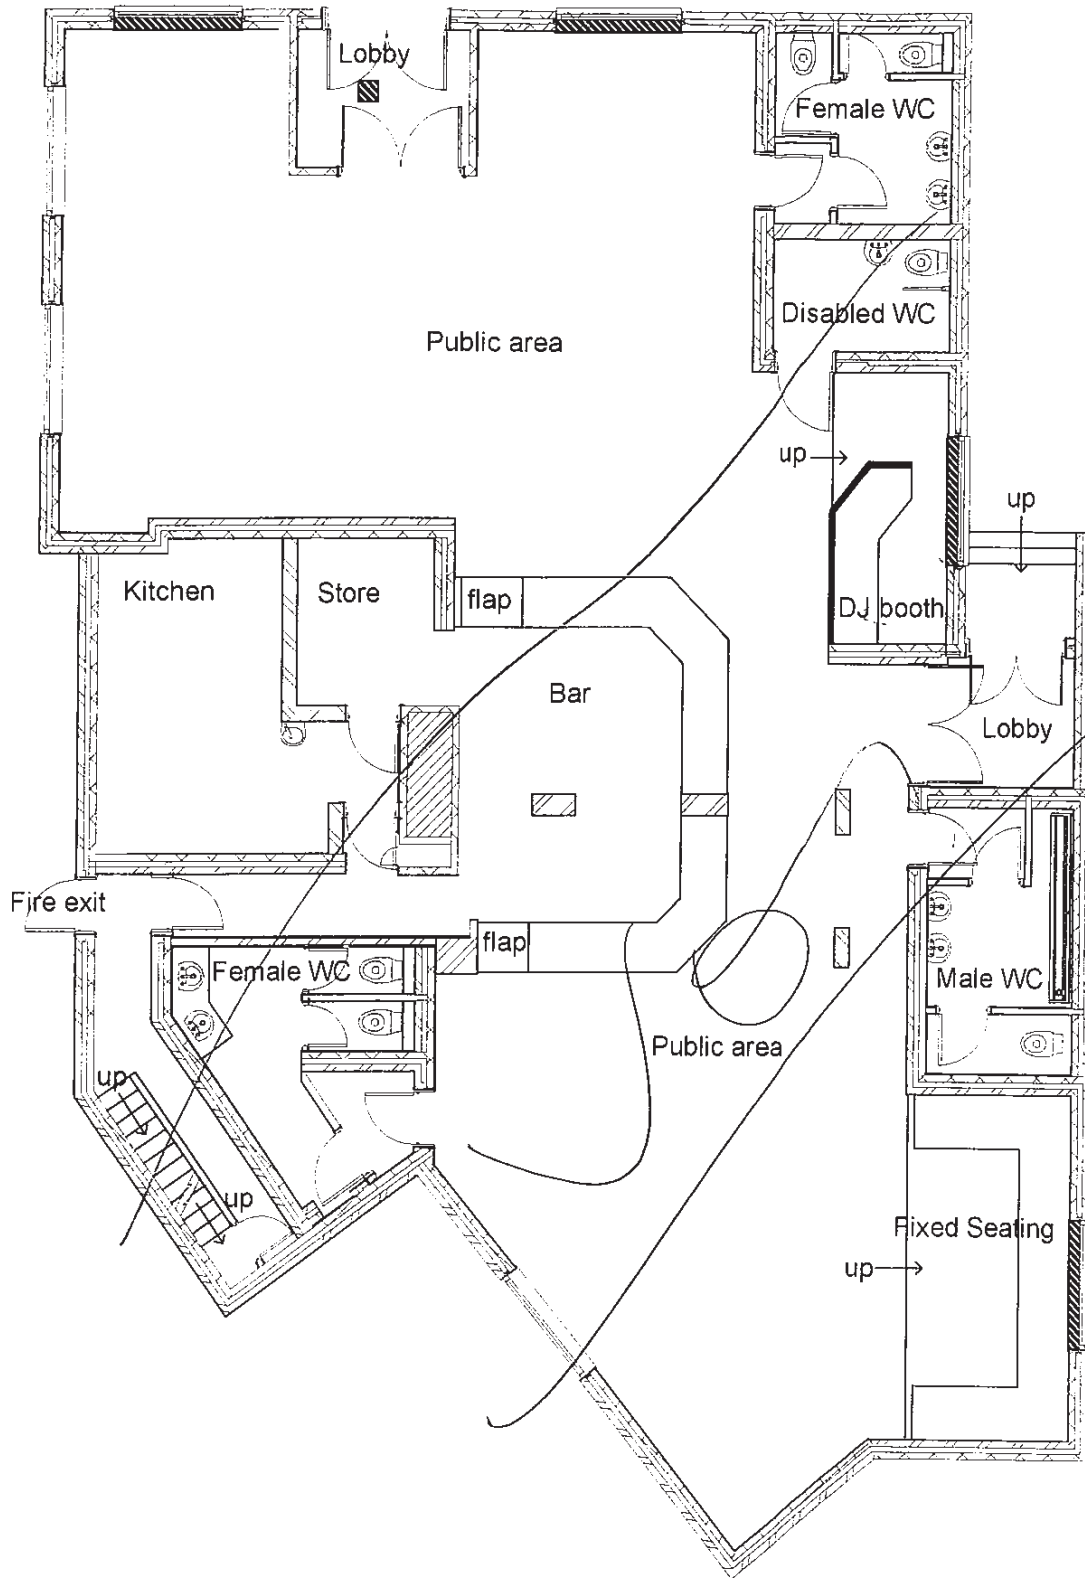 Lobby
Female WC
Disabled WC
Public area
up
up
Kitchen
Store
flap
DJ booth
Bar
Lobby
Fire exit
flap
Female WC
Male WC
Public area
up
up
Fixed Seating
up